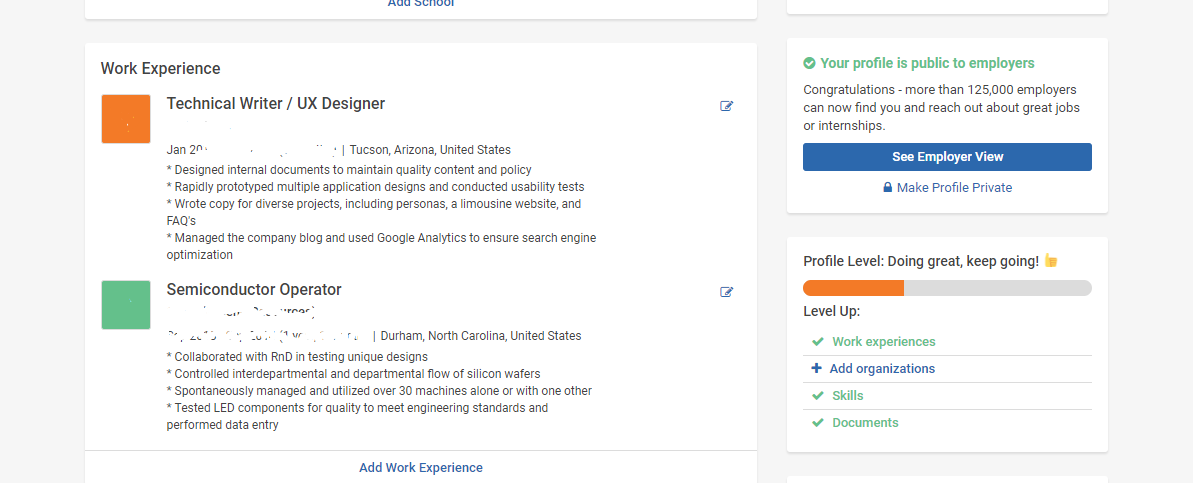 Add School
Work Experience
Technical Writer / UX Designer
Jan 20 | Tucson, Arizona, United States
* Designed internal documents to maintain quality content and policy
* Rapidly prototyped multiple application designs and conducted usability tests
* Wrote copy for diverse projects, including personas, a limousine website, and
FAQ's
* Managed the company blog and used Google Analytics to ensure search engine
optimization
Semiconductor Operator
| Durham, North Carolina, United States
* Collaborated with RnD in testing unique designs
* Controlled interdepartmental and departmental flow of silicon wafers
* Spontaneously managed and utilized over 30 machines alone or with one other
* Tested LED components for quality to meet engineering standards and
performed data entry
Add Work Experience
Your profile is public to employers
Congratulations - more than 125,000 employers
can now find you and reach out about great jobs
or internships.
See Employer View
Make Profile Private
Profile Level: Doing great, keep going!
Level Up:
Work experiences
Add organizations
Skills
Documents